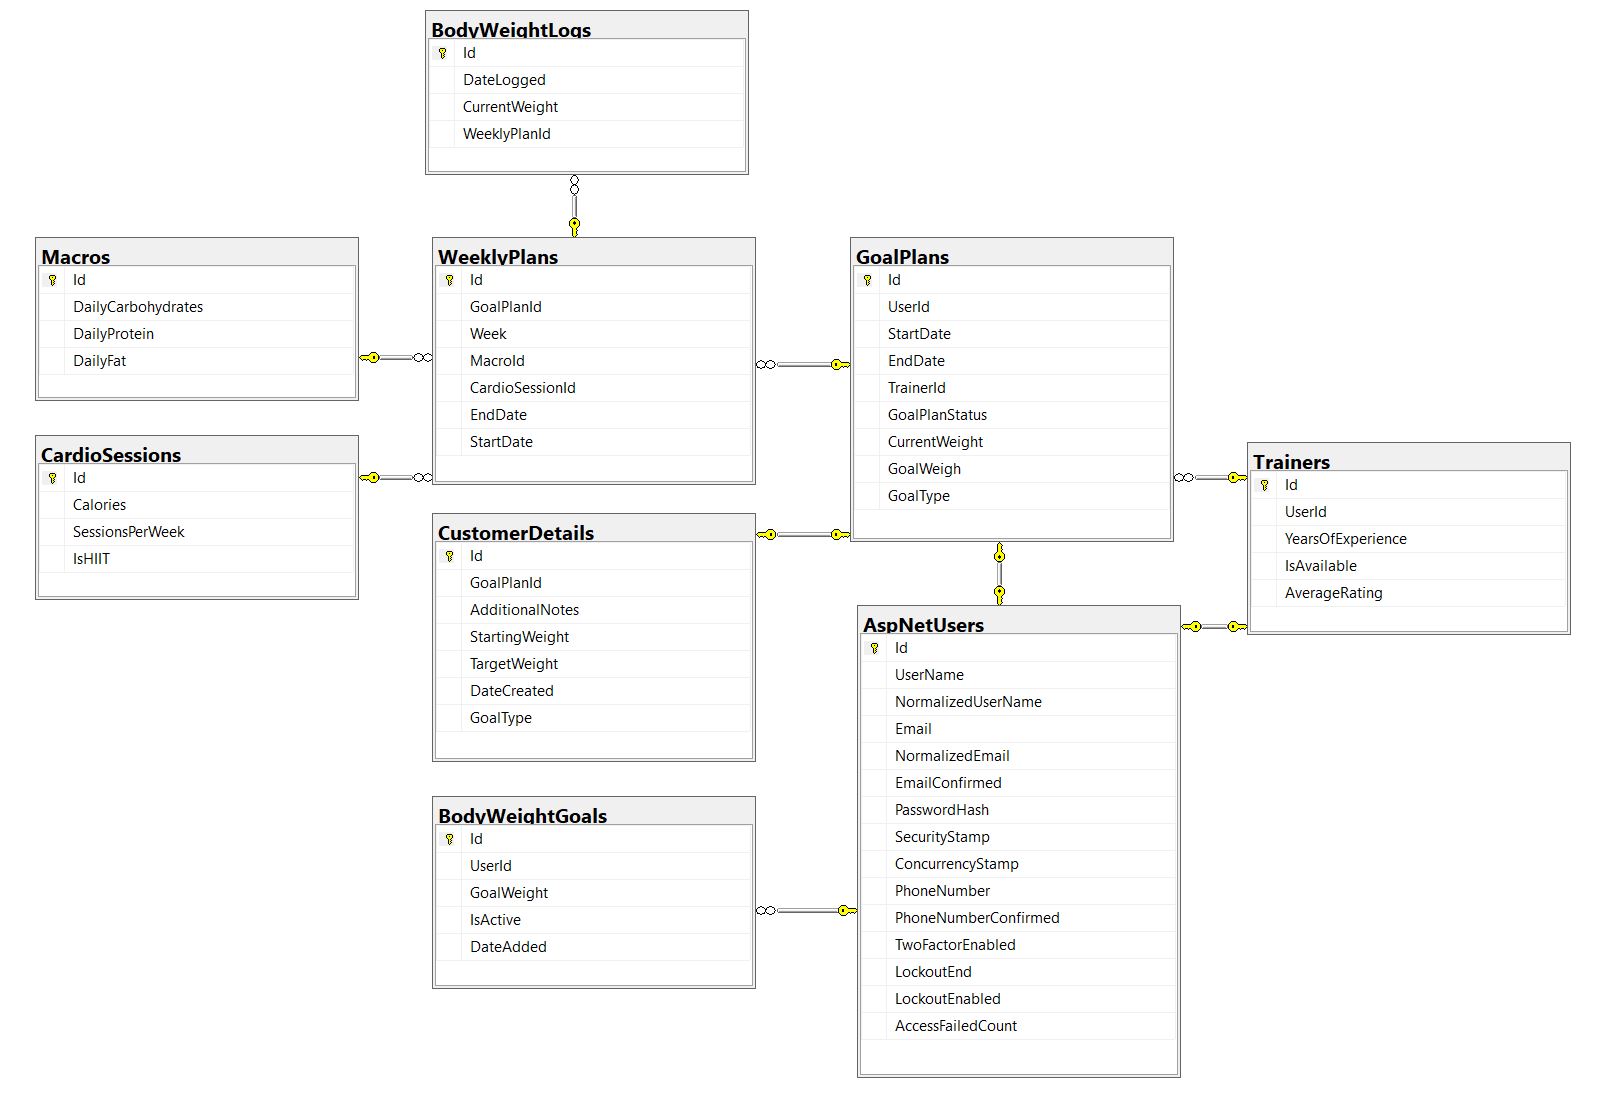 BodyWeightLogs
Id
DateLogged
CurrentWeight
WeeklyPlanId
Macros
Id
DailyCarbohydrates
DailyProtein
DailyFat
WeeklyPlans
Id
GoalPlanId
Week
MacroId
CardioSessionId
EndDate
StartDate
GoalPlans
Id
UserId
StartDate
EndDate
TrainerId
GoalPlanStatus
CurrentWeight
GoalWeigh
GoalType
CardioSessions
Id
Calories
SessionsPerWeek
IsHIIT
Trainers
Id
UserId
YearsOfExperience
IsAvailable
AverageRating
CustomerDetails
Id
GoalPlanId
AdditionalNotes
StartingWeight
TargetWeight
DateCreated
GoalType
AspNetUsers
Id
UserName
NormalizedUserName
Email
NormalizedEmail
EmailConfirmed
PasswordHash
SecurityStamp
ConcurrencyStamp
PhoneNumber
PhoneNumberConfirmed
TwoFactorEnabled
LockoutEnd
LockoutEnabled
AccessFailedCount
BodyWeightGoals
Id
UserId
GoalWeight
IsActive
DateAdded